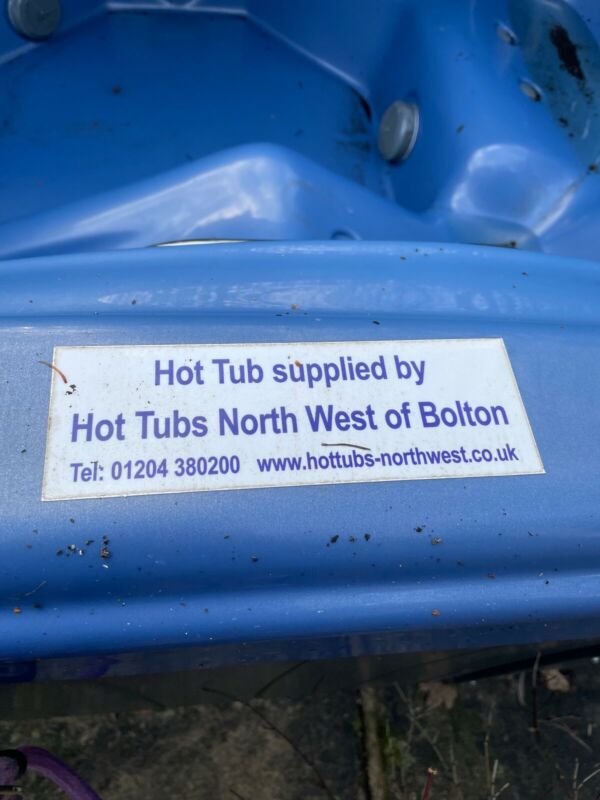 Hot Tub supplied by
Hot Tubs North West of Bolton
Tel: 01204 380200 www.hottubs-northwest.co.uk